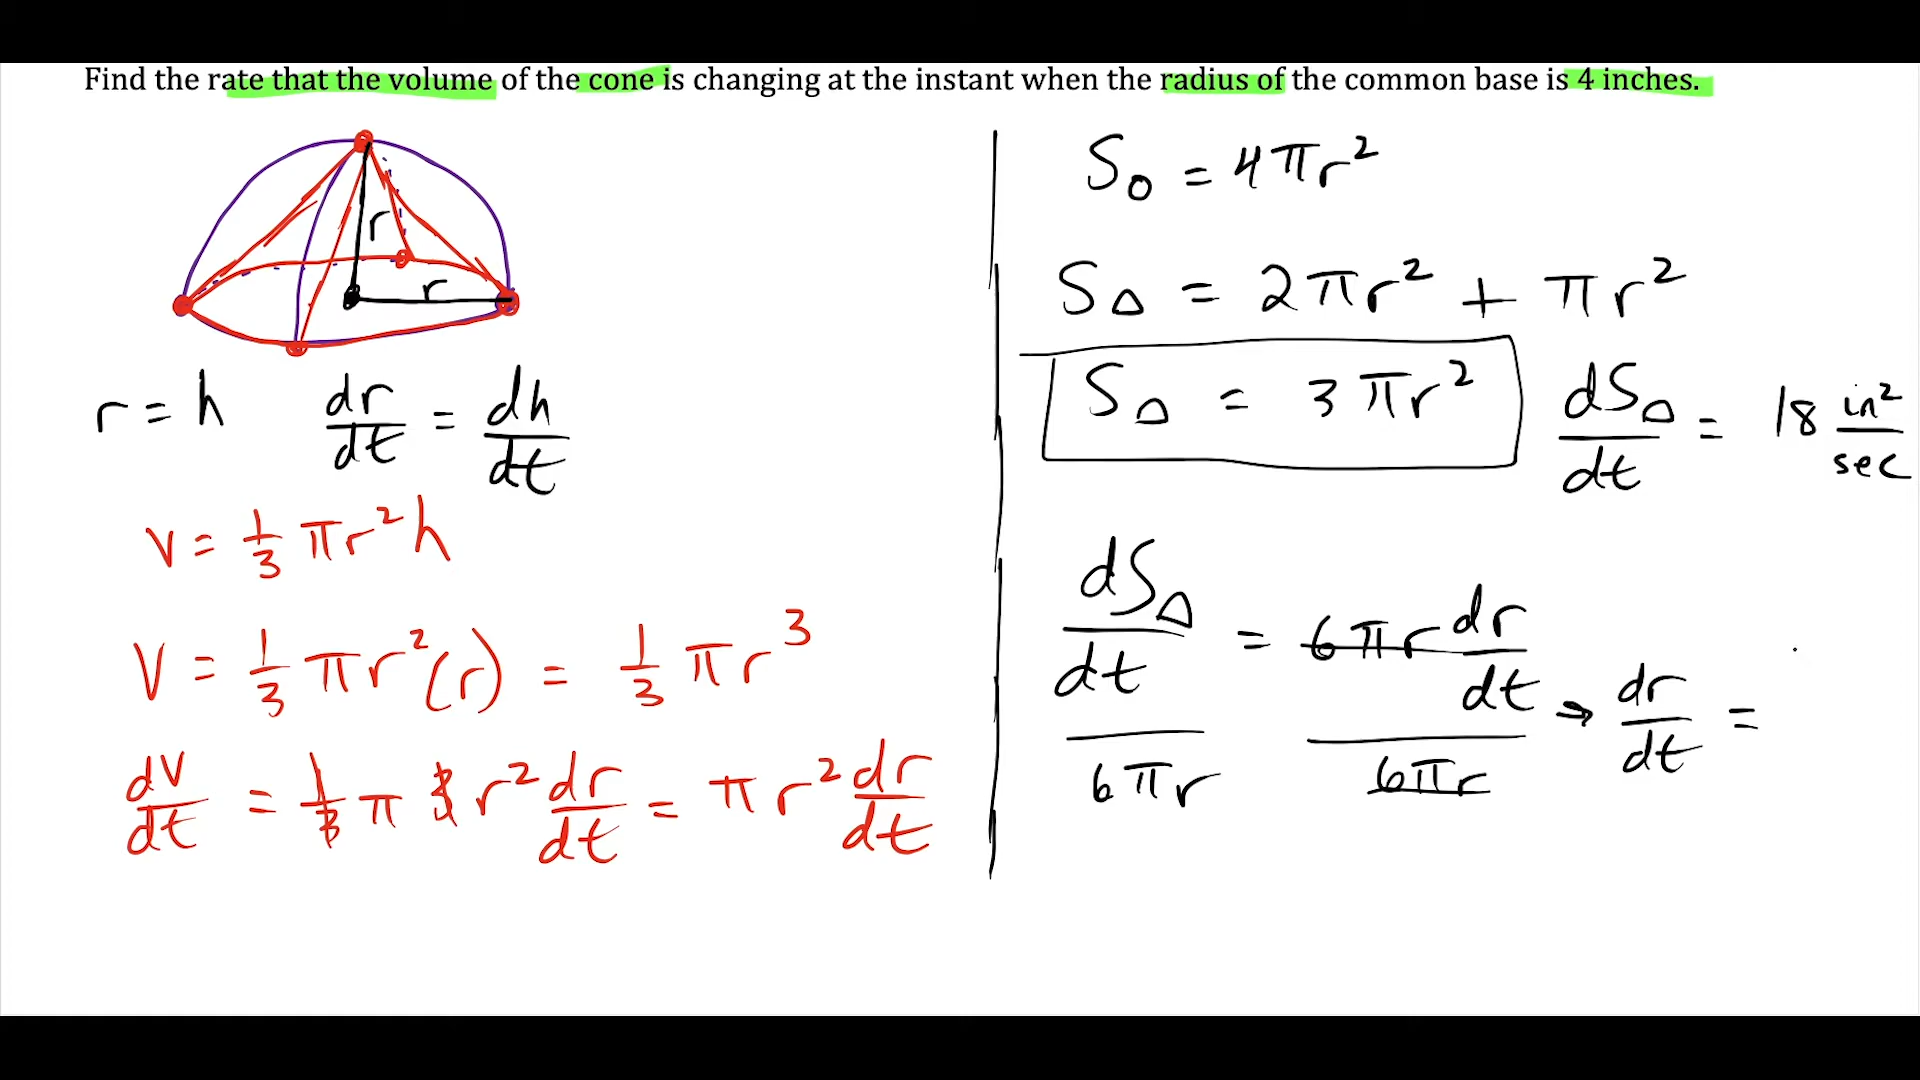 Find the rate that the volume of the cone is changing at the instant when the radius of the common base is 4 inches.
r
r
r = h dr/dt = dh/dt
V = 1/3 πr²h
V = 1/3 πr²(r) = 1/3 πr³
dV/dt = 1/3 π 3 r² dr/dt = πr² dr/dt
S○ = 4πr²
S△ = 2πr² + πr²
S△ = 3πr² dS△/dt = 18 in²/sec
dS△/dt = 6πr dr/dt → dr/dt =
6πr 6πr